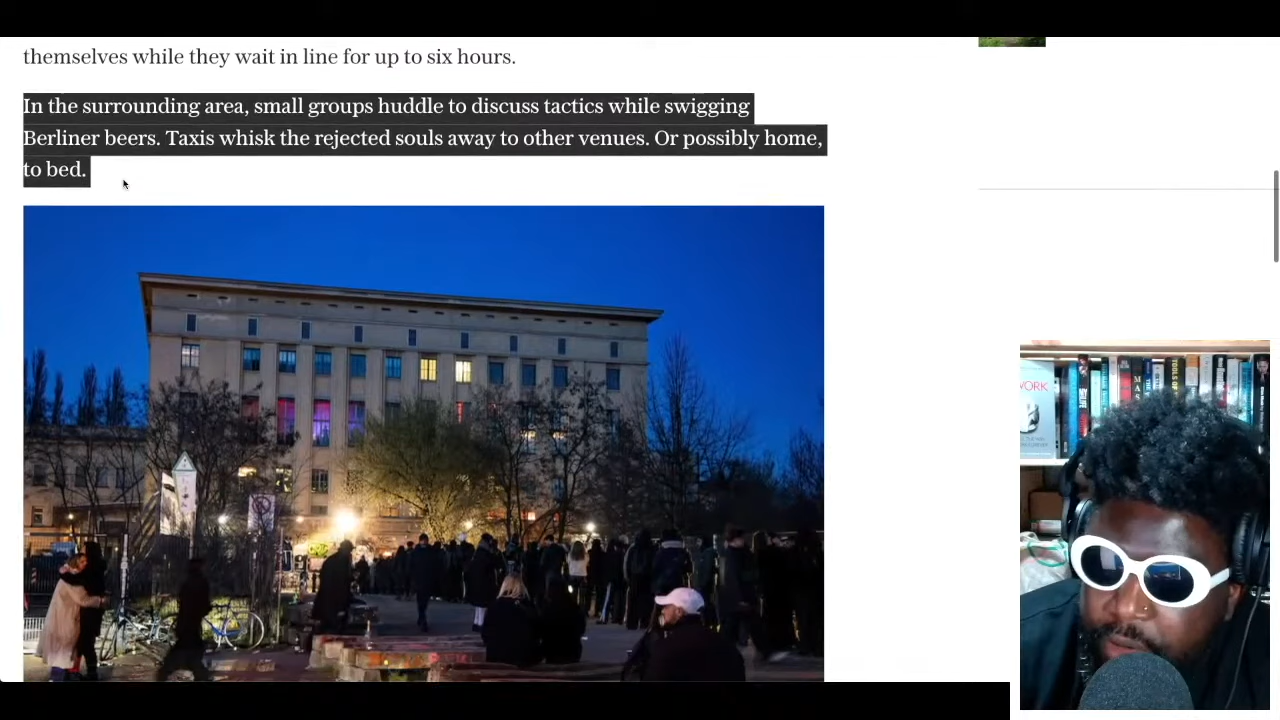 themselves while they wait in line for up to six hours.
In the surrounding area, small groups huddle to discuss tactics while swigging
Berliner beers. Taxis whisk the rejected souls away to other venues. Or possibly home,
to bed.
WORK